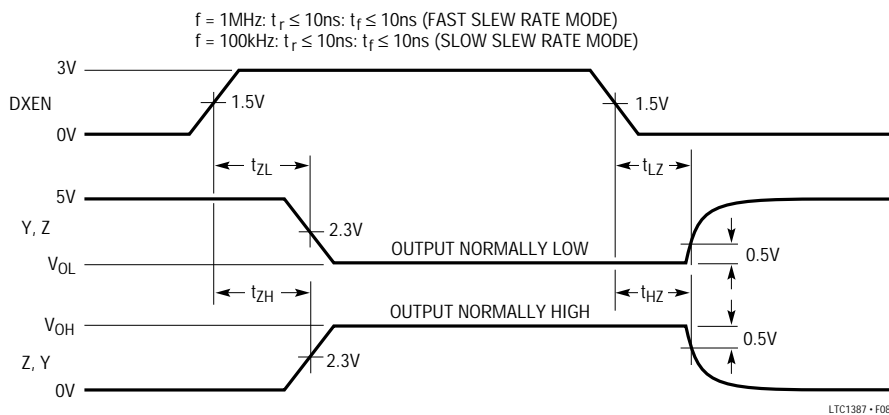 f = 1MHz: tr ≤ 10ns: tf ≤ 10ns (FAST SLEW RATE MODE)
f = 100kHz: tr ≤ 10ns: tf ≤ 10ns (SLOW SLEW RATE MODE)
3V
DXEN
1.5V
1.5V
0V
tZL
tLZ
5V
Y, Z
2.3V
OUTPUT NORMALLY LOW
0.5V
VOL
tZH
tHZ
VOH
OUTPUT NORMALLY HIGH
0.5V
Z, Y
2.3V
0V
LTC1387 • F08